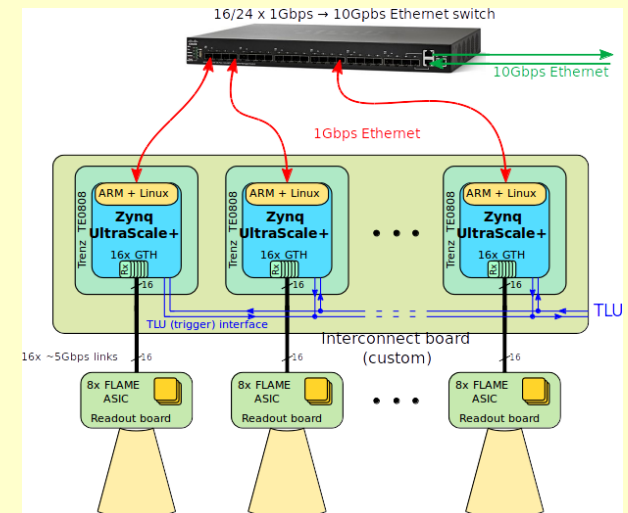 16/24 x 1Gbps → 10Gpbs Ethernet switch
10Gbps Ethernet
1Gbps Ethernet
ARM + Linux
Zynq
UltraScale+
16x GTH
Rx
Trenz TE0808
16
ARM + Linux
Zynq
UltraScale+
16x GTH
Rx
Trenz TE0808
16
• • •
ARM + Linux
Zynq
UltraScale+
16x GTH
Rx
Trenz TE0808
16
TLU
TLU (trigger) interface
Interconnect board
(custom)
16x ~5Gbps links
16
16
16
8x FLAME
ASIC
Readout board
8x FLAME
ASIC
Readout board
• • •
8x FLAME
ASIC
Readout board